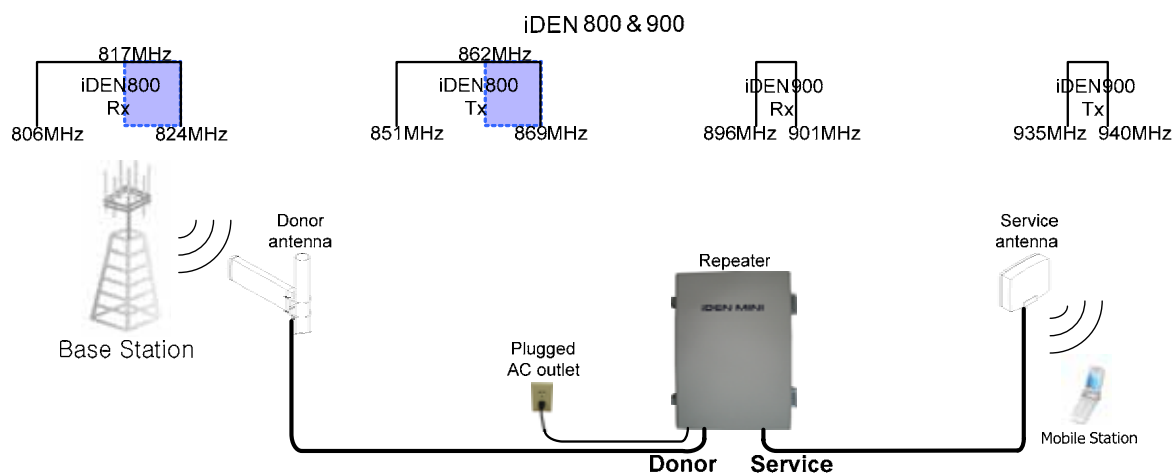 iDEN 800 & 900
817MHz
iDEN800
Rx
806MHz
824MHz
862MHz
iDEN800
Tx
851MHz
869MHz
iDEN900
Rx
896MHz
901MHz
iDEN900
Tx
935MHz
940MHz
Base Station
Donor
antenna
Plugged
AC outlet
Repeater
iDEN MINI
Service
antenna
Mobile Station
Donor
Service